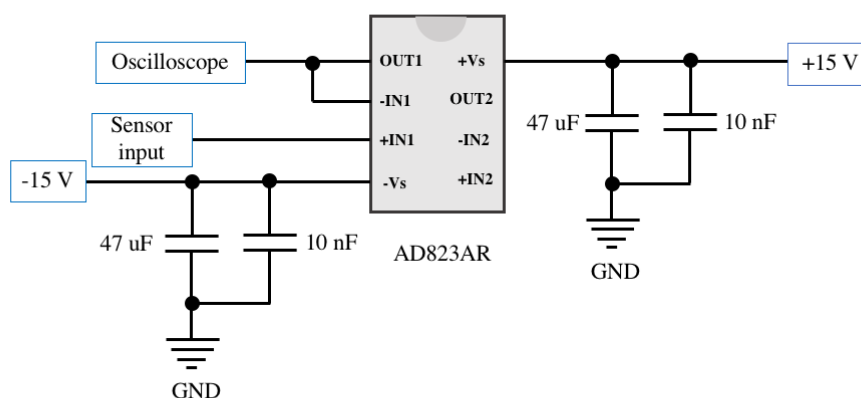 Oscilloscope
OUT1
+Vs
+15 V
-IN1
OUT2
Sensor
input
+IN1
-IN2
47 uF
10 nF
-15 V
-Vs
+IN2
47 uF
10 nF
AD823AR
GND
GND